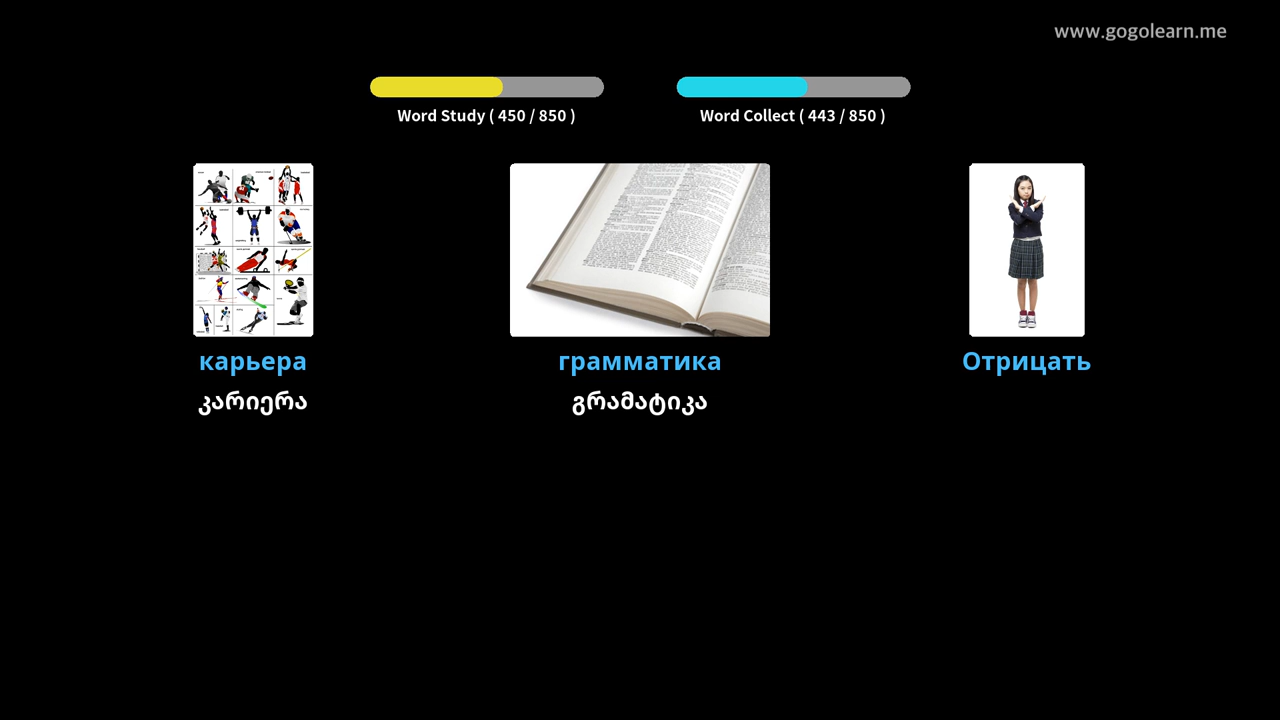 www.gogolearn.me
Word Study ( 450 / 850 )
Word Collect ( 443 / 850 )
карьера
грамматика
Отрицать
კარიერა
გრამატიკა